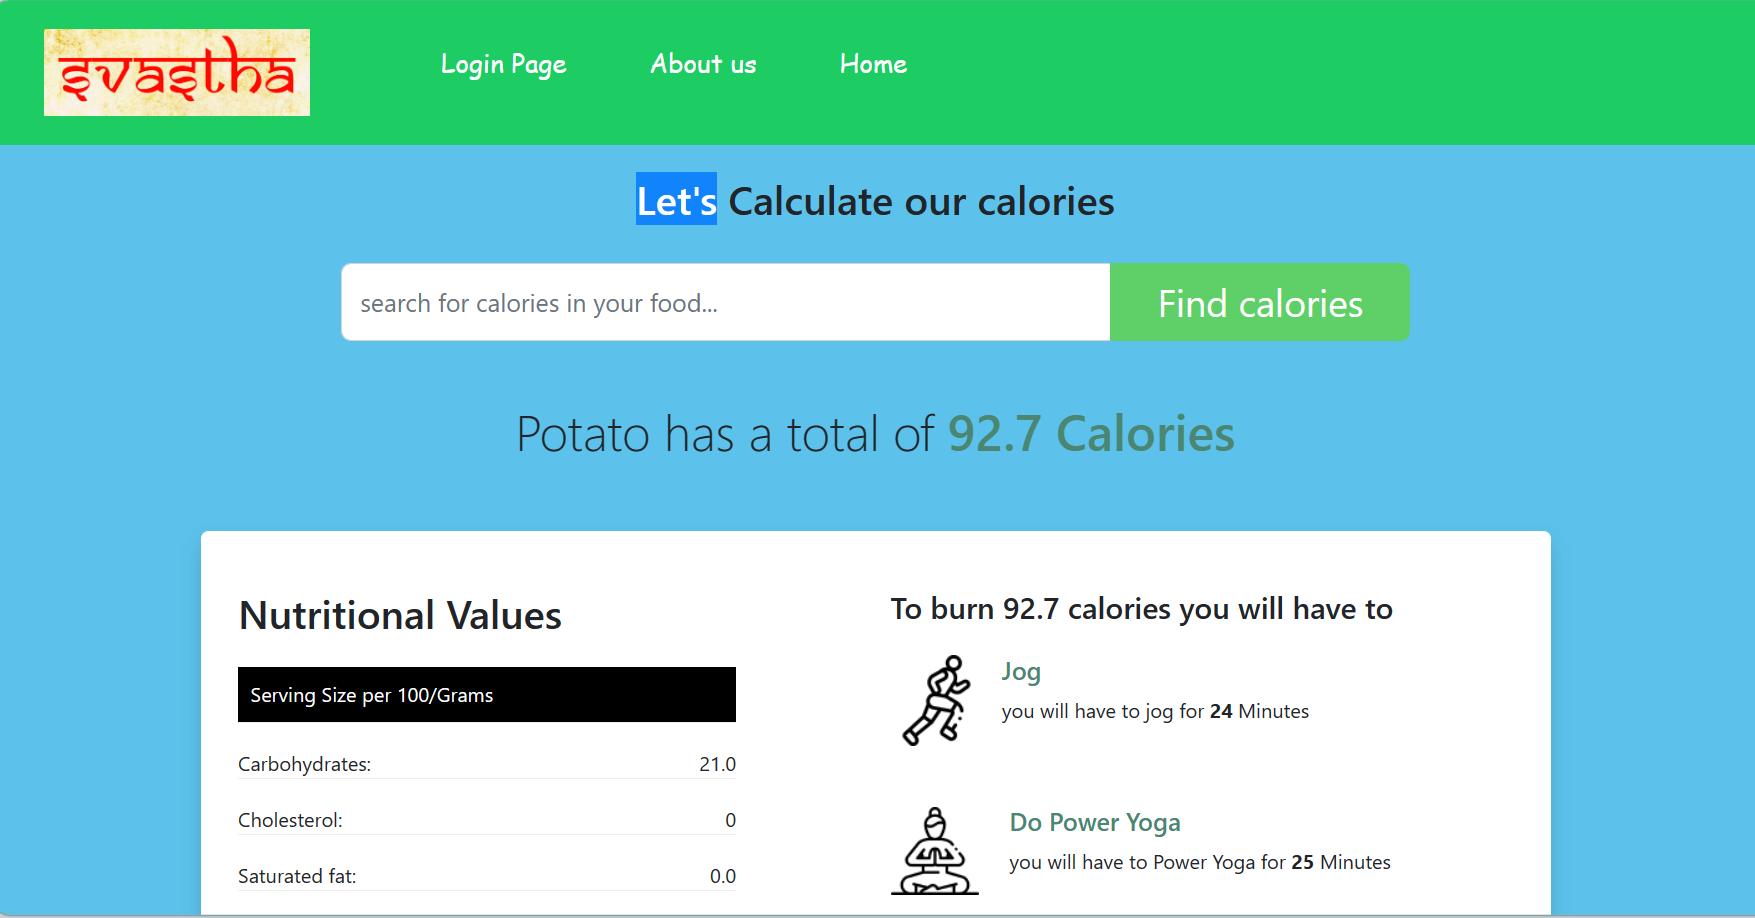 svastha
Login Page About us Home
Let's Calculate our calories
search for calories in your food...
Find calories
Potato has a total of 92.7 Calories
Nutritional Values
Serving Size per 100/Grams
Carbohydrates: 21.0
Cholesterol: 0
Saturated fat: 0.0
To burn 92.7 calories you will have to
Jog
you will have to jog for 24 Minutes
Do Power Yoga
you will have to Power Yoga for 25 Minutes